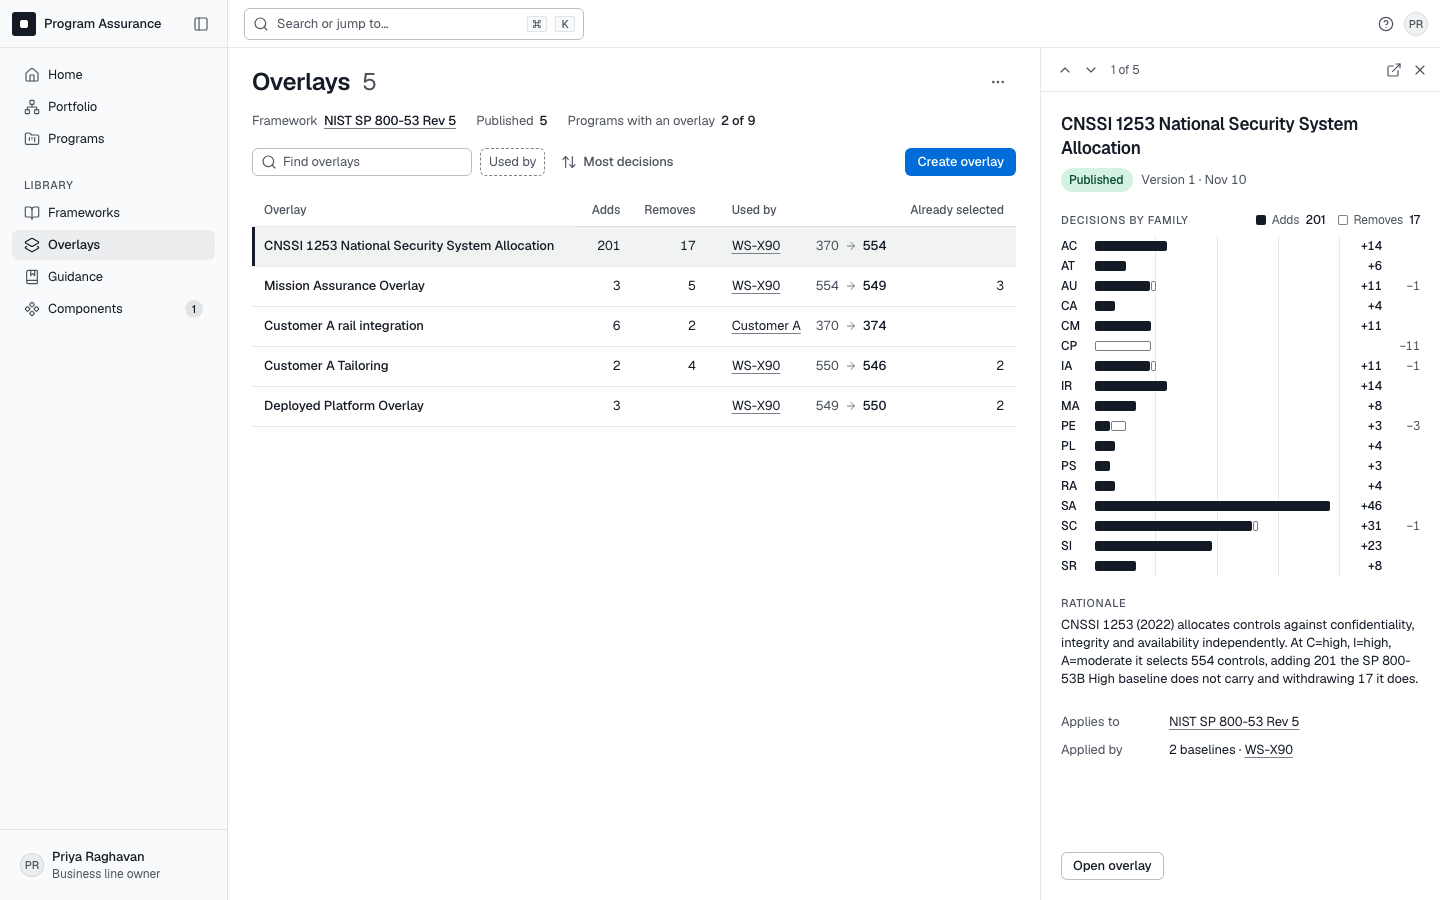 Program Assurance
Search or jump to...
⌘ K
PR
Home
Portfolio
Programs
LIBRARY
Frameworks
Overlays
Guidance
Components 1
Priya Raghavan
Business line owner
PR
Overlays 5
Framework NIST SP 800-53 Rev 5 Published 5 Programs with an overlay 2 of 9
Find overlays Used by Most decisions Create overlay
Overlay Adds Removes Used by Already selected
CNSSI 1253 National Security System Allocation 201 17 WS-X90 370 → 554
Mission Assurance Overlay 3 5 WS-X90 554 → 549 3
Customer A rail integration 6 2 Customer A 370 → 374
Customer A Tailoring 2 4 WS-X90 550 → 546 2
Deployed Platform Overlay 3 WS-X90 549 → 550 2
1 of 5
CNSSI 1253 National Security System
Allocation
Published Version 1 · Nov 10
DECISIONS BY FAMILY Adds 201 Removes 17
AC +14
AT +6
AU +11 −1
CA +4
CM +11
CP −11
IA +11 −1
IR +14
MA +8
PE +3 −3
PL +4
PS +3
RA +4
SA +46
SC +31 −1
SI +23
SR +8
RATIONALE
CNSSI 1253 (2022) allocates controls against confidentiality,
integrity and availability independently. At C=high, I=high,
A=moderate it selects 554 controls, adding 201 the SP 800-
53B High baseline does not carry and withdrawing 17 it does.
Applies to NIST SP 800-53 Rev 5
Applied by 2 baselines · WS-X90
Open overlay